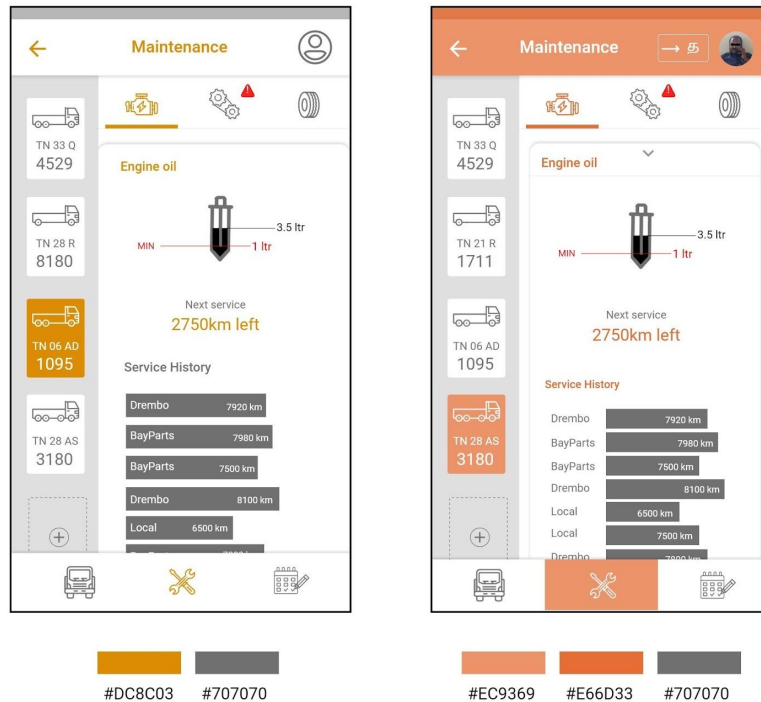 Maintenance
TN 33 Q
4529
TN 28 R
8180
TN 06 AD
1095
TN 28 AS
3180
Engine oil
3.5 ltr
MIN
1 ltr
Next service
2750km left
Service History
Drembo 7920 km
BayParts 7980 km
BayParts 7500 km
Drembo 8100 km
Local 6500 km
#DC8C03 #707070
Maintenance → த
TN 33 Q
4529
TN 21 R
1711
TN 06 AD
1095
TN 28 AS
3180
Engine oil
3.5 ltr
MIN
1 ltr
Next service
2750km left
Service History
Drembo 7920 km
BayParts 7980 km
BayParts 7500 km
Drembo 8100 km
Local 6500 km
Local 7500 km
Drembo
#EC9369 #E66D33 #707070